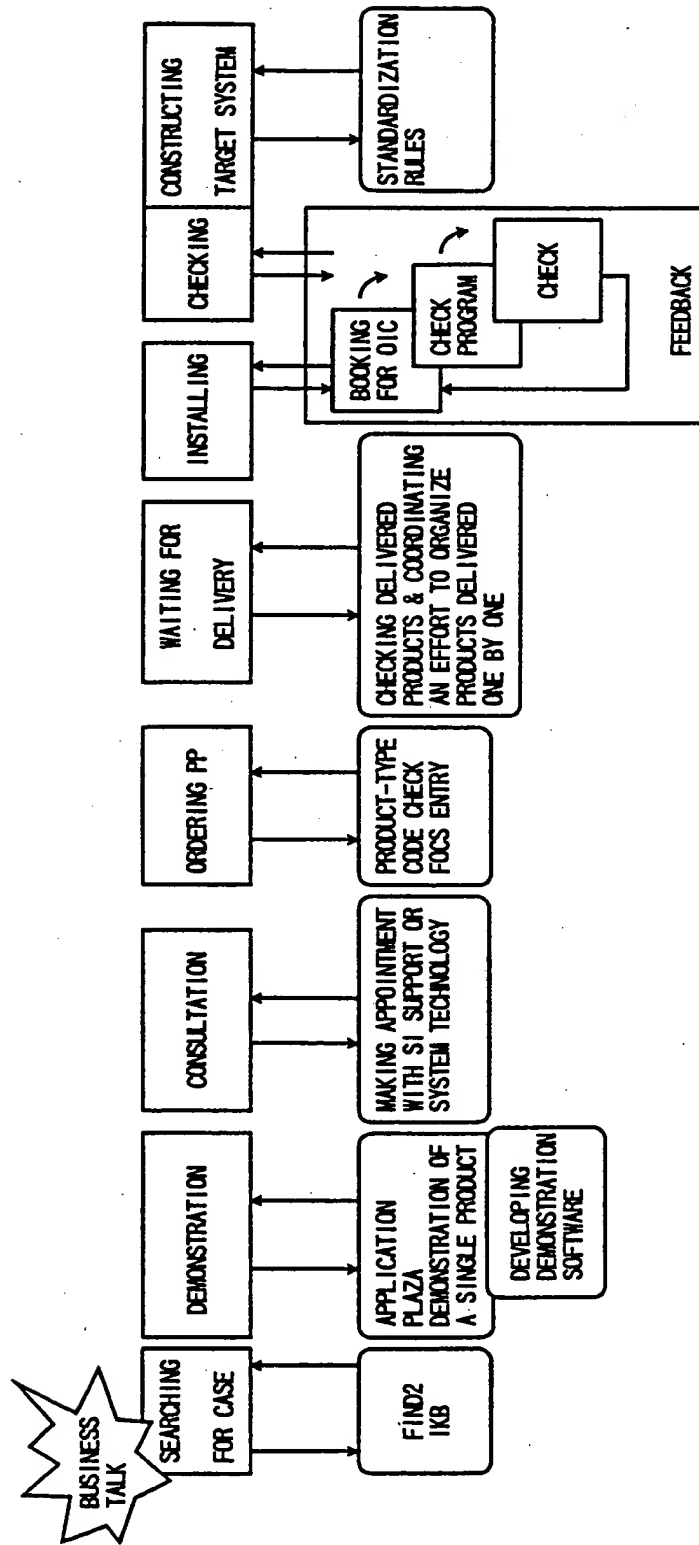 BUSINESS
TALK
SEARCHING
FOR CASE
DEMONSTRATION
CONSULTATION
ORDERING PP
WAITING FOR
DELIVERY
INSTALLING
CHECKING
CONSTRUCTING
TARGET SYSTEM
FIND2
IKB
APPLICATION
PLAZA
DEMONSTRATION OF
A SINGLE PRODUCT
DEVELOPING
DEMONSTRATION
SOFTWARE
MAKING APPOINTMENT
WITH SI SUPPORT OR
SYSTEM TECHNOLOGY
PRODUCT-TYPE
CODE CHECK
FOCS ENTRY
CHECKING DELIVERED
PRODUCTS & COORDINATING
AN EFFORT TO ORGANIZE
PRODUCTS DELIVERED
ONE BY ONE
BOOKING
FOR OIC
CHECK
PROGRAM
CHECK
FEEDBACK
STANDARDIZATION
RULES